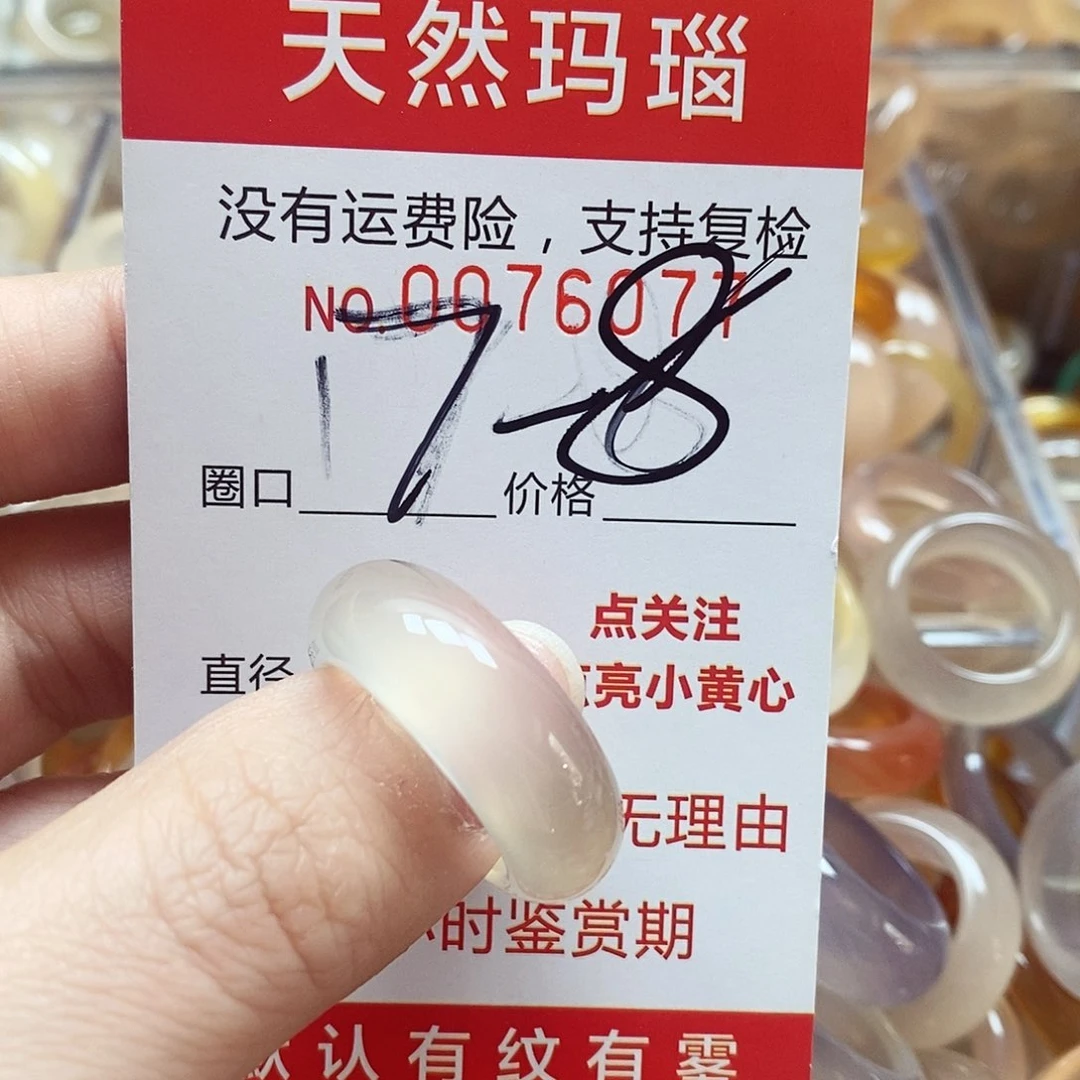 天然玛瑙
没有运费险，支持复检
No.0076077
17-8
圈口 价格
点关注
直径
亮小黄心
无理由
时鉴赏期
认有纹有雾